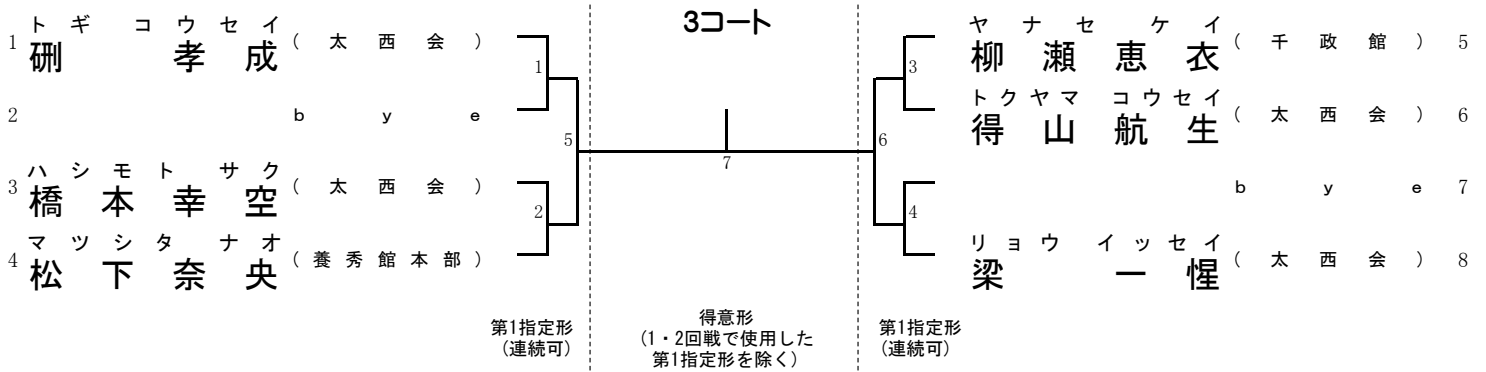 3コート
トギ コウセイ
1 硎 孝成 (太西会)
2 bye
ハシモト サク
3 橋本幸空 (太西会)
マツシタ ナオ
4 松下奈央 (養秀館本部)
ヤナセ ケイ
柳瀬恵衣 (千政館) 5
トクヤマ コウセイ
得山航生 (太西会) 6
bye 7
リョウ イッセイ
梁 一惺 (太西会) 8
1
2
5
7
3
4
6
第1指定形
(連続可)
得意形
(1・2回戦で使用した
第1指定形を除く)
第1指定形
(連続可)